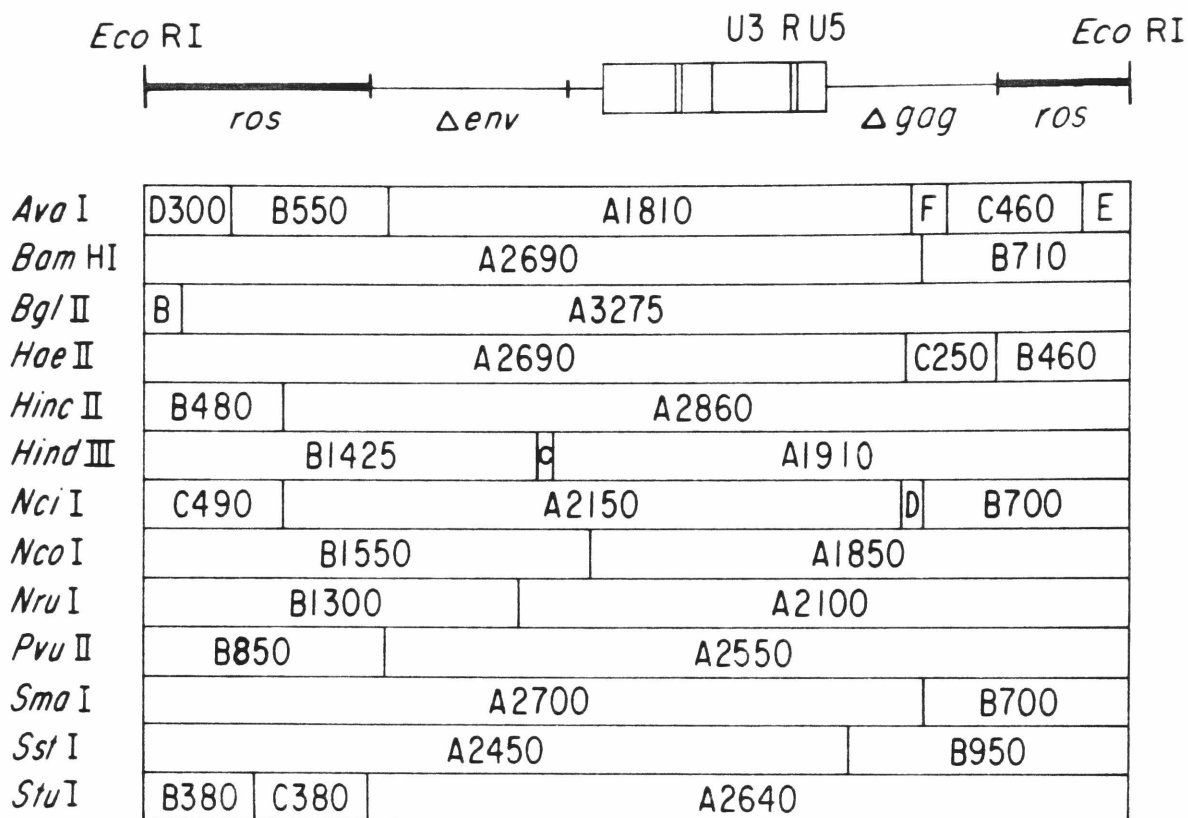 Eco RI U3 R U5 Eco RI
ros Δ env Δ gag ros
Ava I D300 B550 A1810 F C460 E
Bam HI A2690 B710
Bgl II B A3275
Hae II A2690 C250 B460
Hinc II B480 A2860
Hind III B1425 C A1910
Nci I C490 A2150 D B700
Nco I B1550 A1850
Nru I B1300 A2100
Pvu II B850 A2550
Sma I A2700 B700
Sst I A2450 B950
Stu I B380 C380 A2640